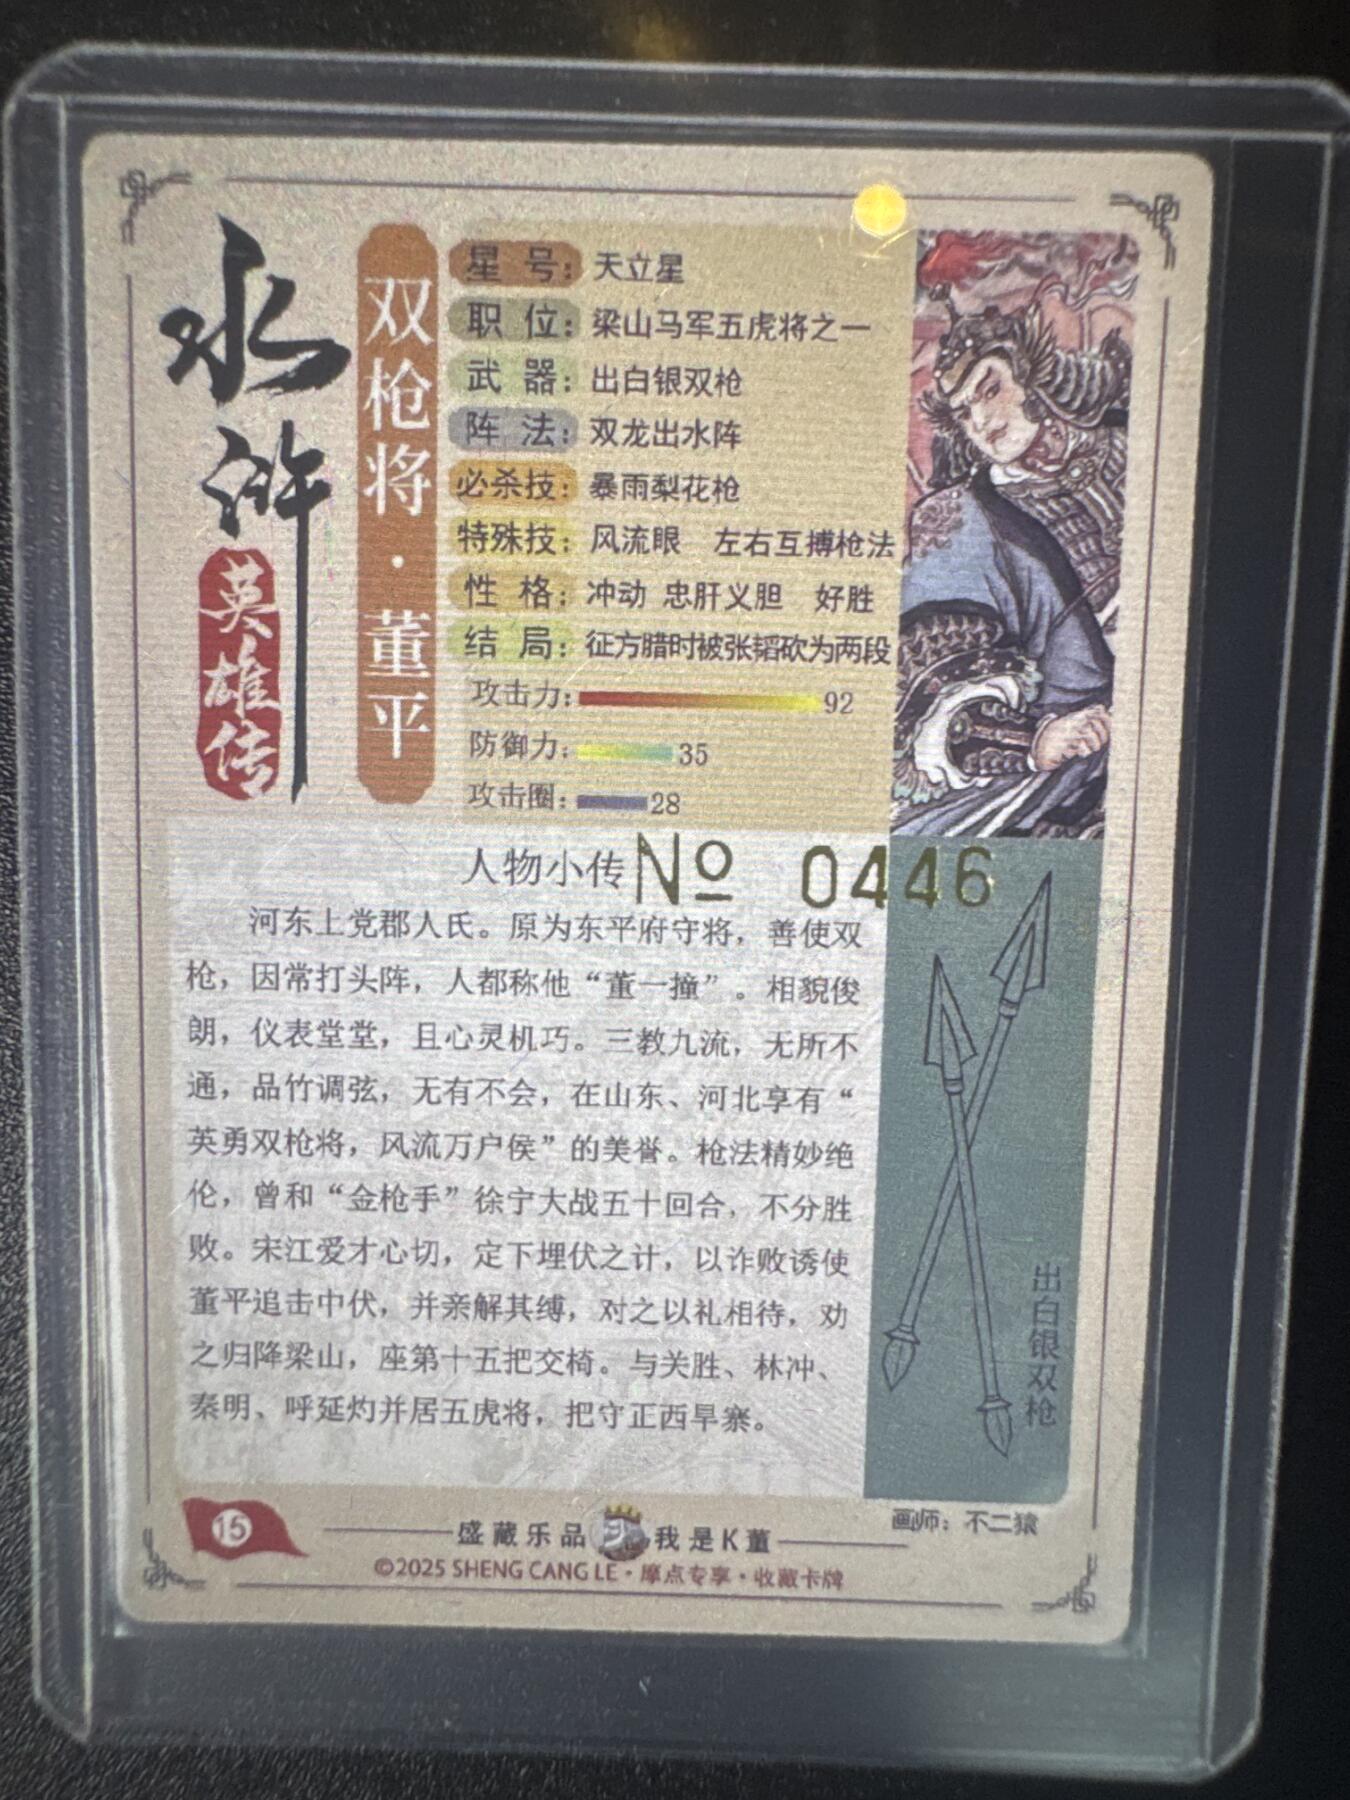 水浒
英雄传
双枪将·董平
星 号：天立星
职 位：梁山马军五虎将之一
武 器：出白银双枪
阵 法：双龙出水阵
必杀技：暴雨梨花枪
特殊技：风流眼 左右互搏枪法
性 格：冲动 忠肝义胆 好胜
结 局：征方腊时被张韬砍为两段
攻击力：92
防御力：35
攻击圈：28
人物小传
No 0446
河东上党郡人氏。原为东平府守将，善使双
枪，因常打头阵，人都称他“董一撞”。相貌俊
朗，仪表堂堂，且心灵机巧。三教九流，无所不
通，品竹调弦，无有不会，在山东、河北享有“
英勇双枪将，风流万户侯”的美誉。枪法精妙绝
伦，曾和“金枪手”徐宁大战五十回合，不分胜
败。宋江爱才心切，定下埋伏之计，以诈败诱使
董平追击中伏，并亲解其缚，对之以礼相待，劝
之归降梁山，座第十五把交椅。与关胜、林冲、
秦明、呼延灼并居五虎将，把守正西旱寨。
出白银双枪
15
盛藏乐品 我是K董
画师：不二猿
©2025 SHENG CANG LE·摩点专享·收藏卡牌